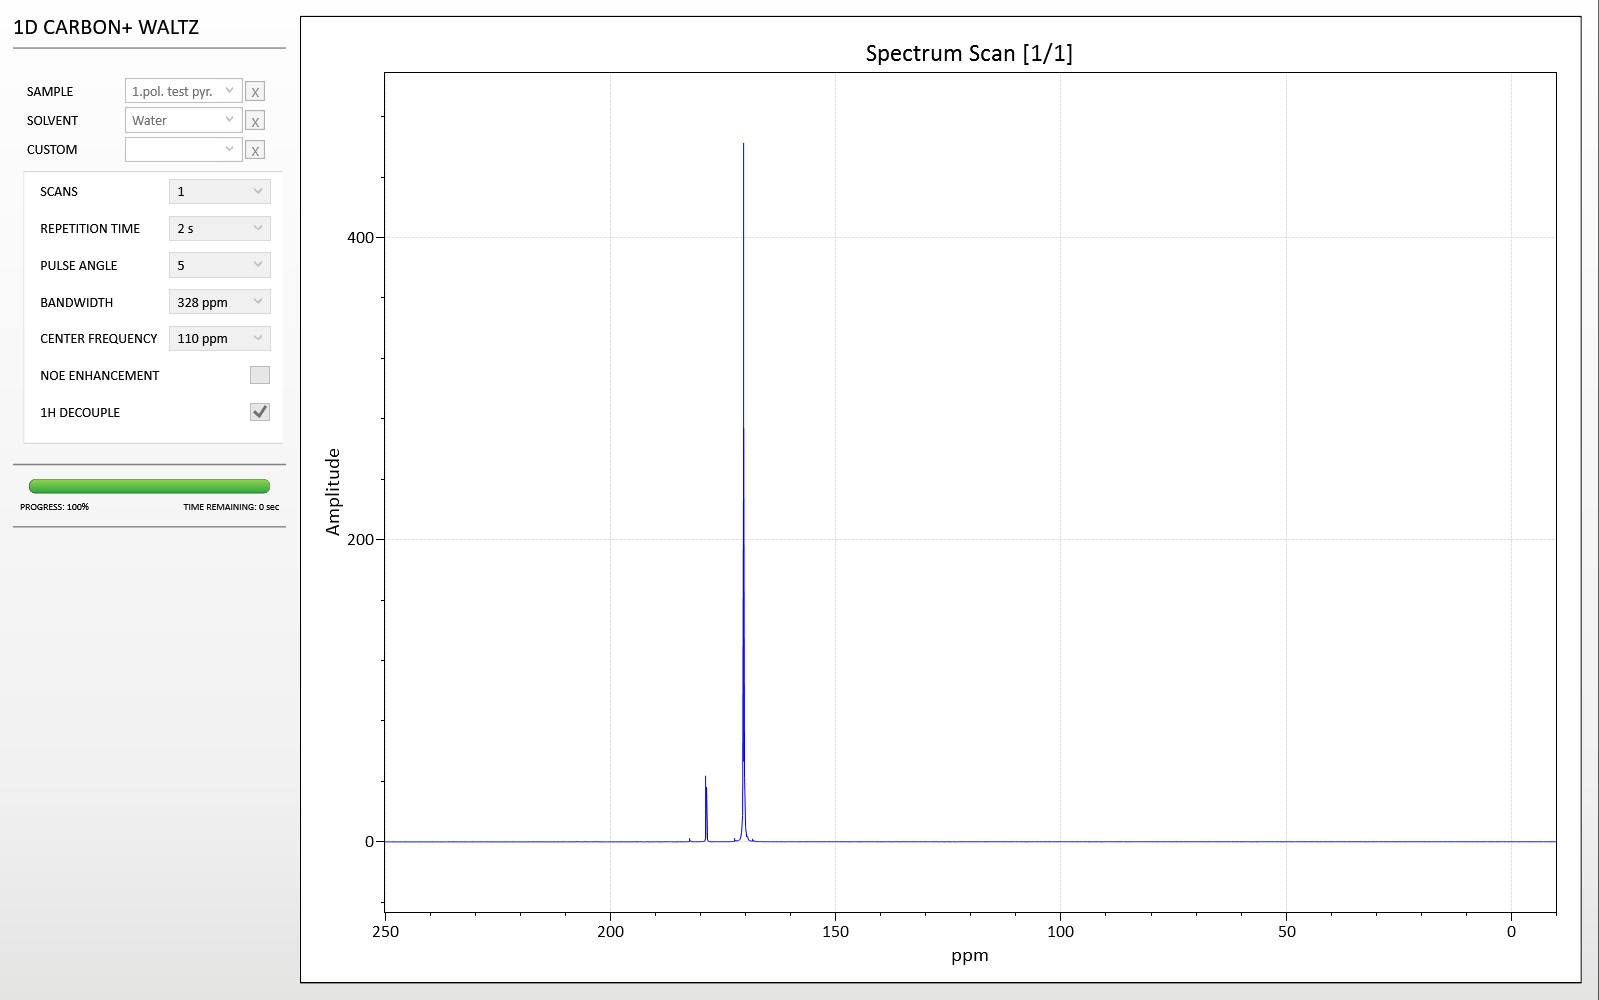 1D CARBON+ WALTZ
SAMPLE 1.pol. test pyr. X
SOLVENT Water X
CUSTOM X
SCANS 1
REPETITION TIME 2 s
PULSE ANGLE 5
BANDWIDTH 328 ppm
CENTER FREQUENCY 110 ppm
NOE ENHANCEMENT
1H DECOUPLE
PROGRESS: 100% TIME REMAINING: 0 sec
Spectrum Scan [1/1]
Amplitude
400
200
0
250 200 150 100 50 0
ppm